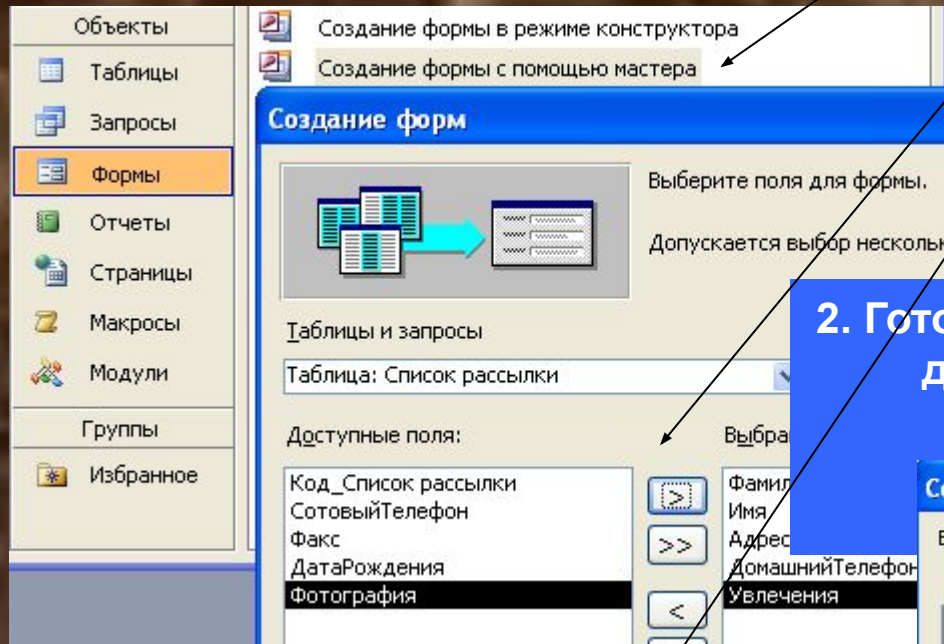 Объекты
Таблицы
Запросы
Формы
Отчеты
Страницы
Макросы
Модули
Группы
Избранное
Создание формы в режиме конструктора
Создание формы с помощью мастера
Создание форм
Выберите поля для формы.
Допускается выбор
Таблицы и запросы
Таблица: Список рассылки
2.
Доступные поля:
Код_Список рассылки
СотовыйТелефон
Факс
ДатаРождения
Фотография
>
>>
<
Имя
Адрес
ДомашнийТелефон
Увлечения